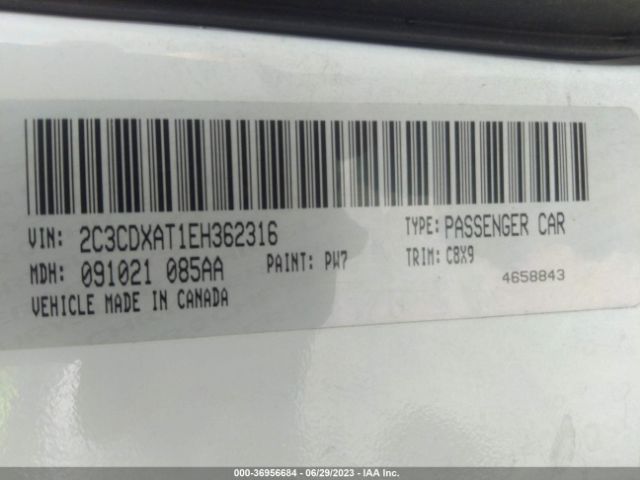 VIN: 2C3CDXAT1EH362316
TYPE: PASSENGER CAR
MDH: 091021 085AA
PAINT: PW7
TRIM: C8X9
4658843
VEHICLE MADE IN CANADA
000-36956684 - 06/29/2023 - IAA Inc.